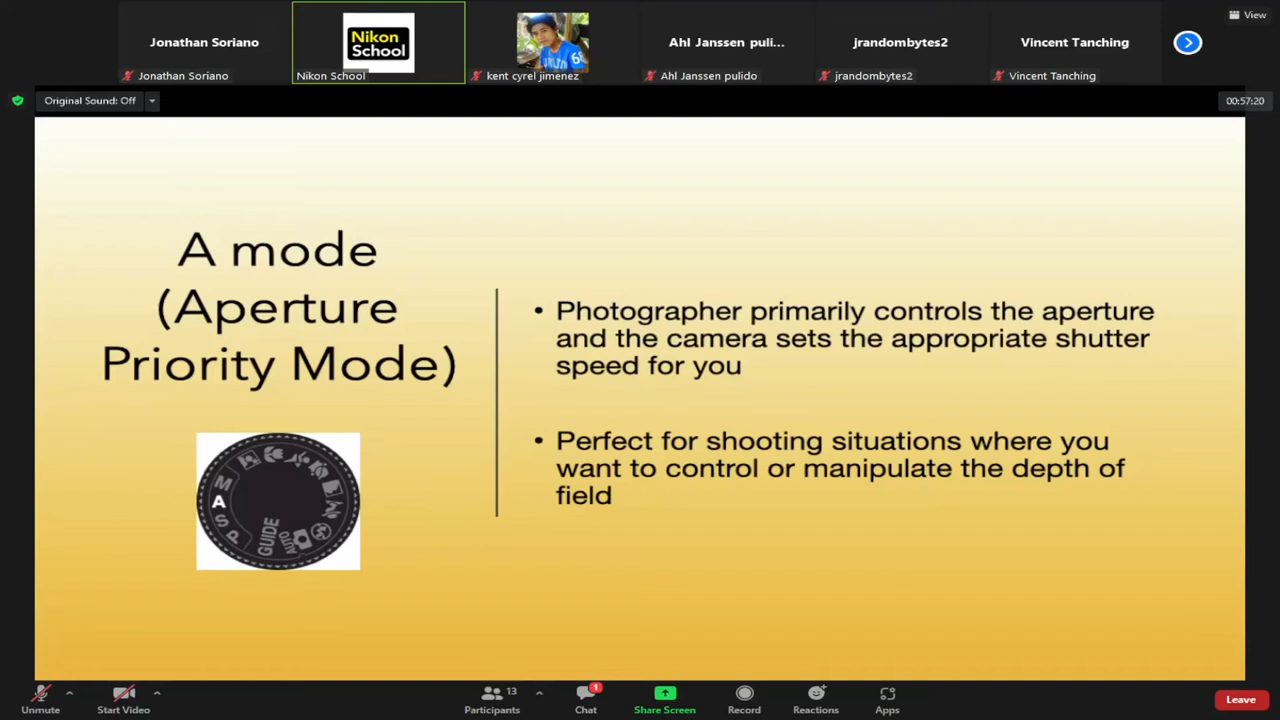 View
Jonathan Soriano
Nikon
School
Ahl Janssen puli...
jrandombytes2
Vincent Tanching
Jonathan Soriano
Nikon School
kent cyrel jimenez
Ahl Janssen pulido
jrandombytes2
Vincent Tanching
Original Sound: Off
00:57:20
A mode
(Aperture
Priority Mode)
M
A
S
P
GUIDE
AUTO
• Photographer primarily controls the aperture
and the camera sets the appropriate shutter
speed for you
• Perfect for shooting situations where you
want to control or manipulate the depth of
field
Unmute
Start Video
13
Participants
1
Chat
Share Screen
Record
Reactions
Apps
Leave